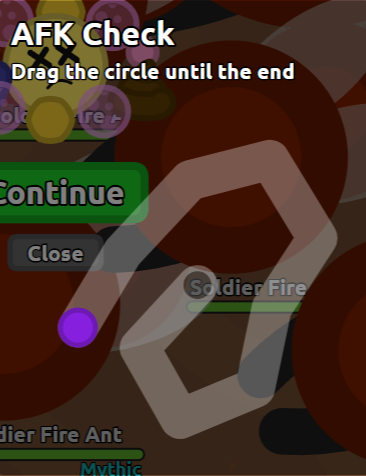 AFK Check
Drag the circle until the end
Continue
Close
Soldier Fire
dier Fire Ant
Mythic